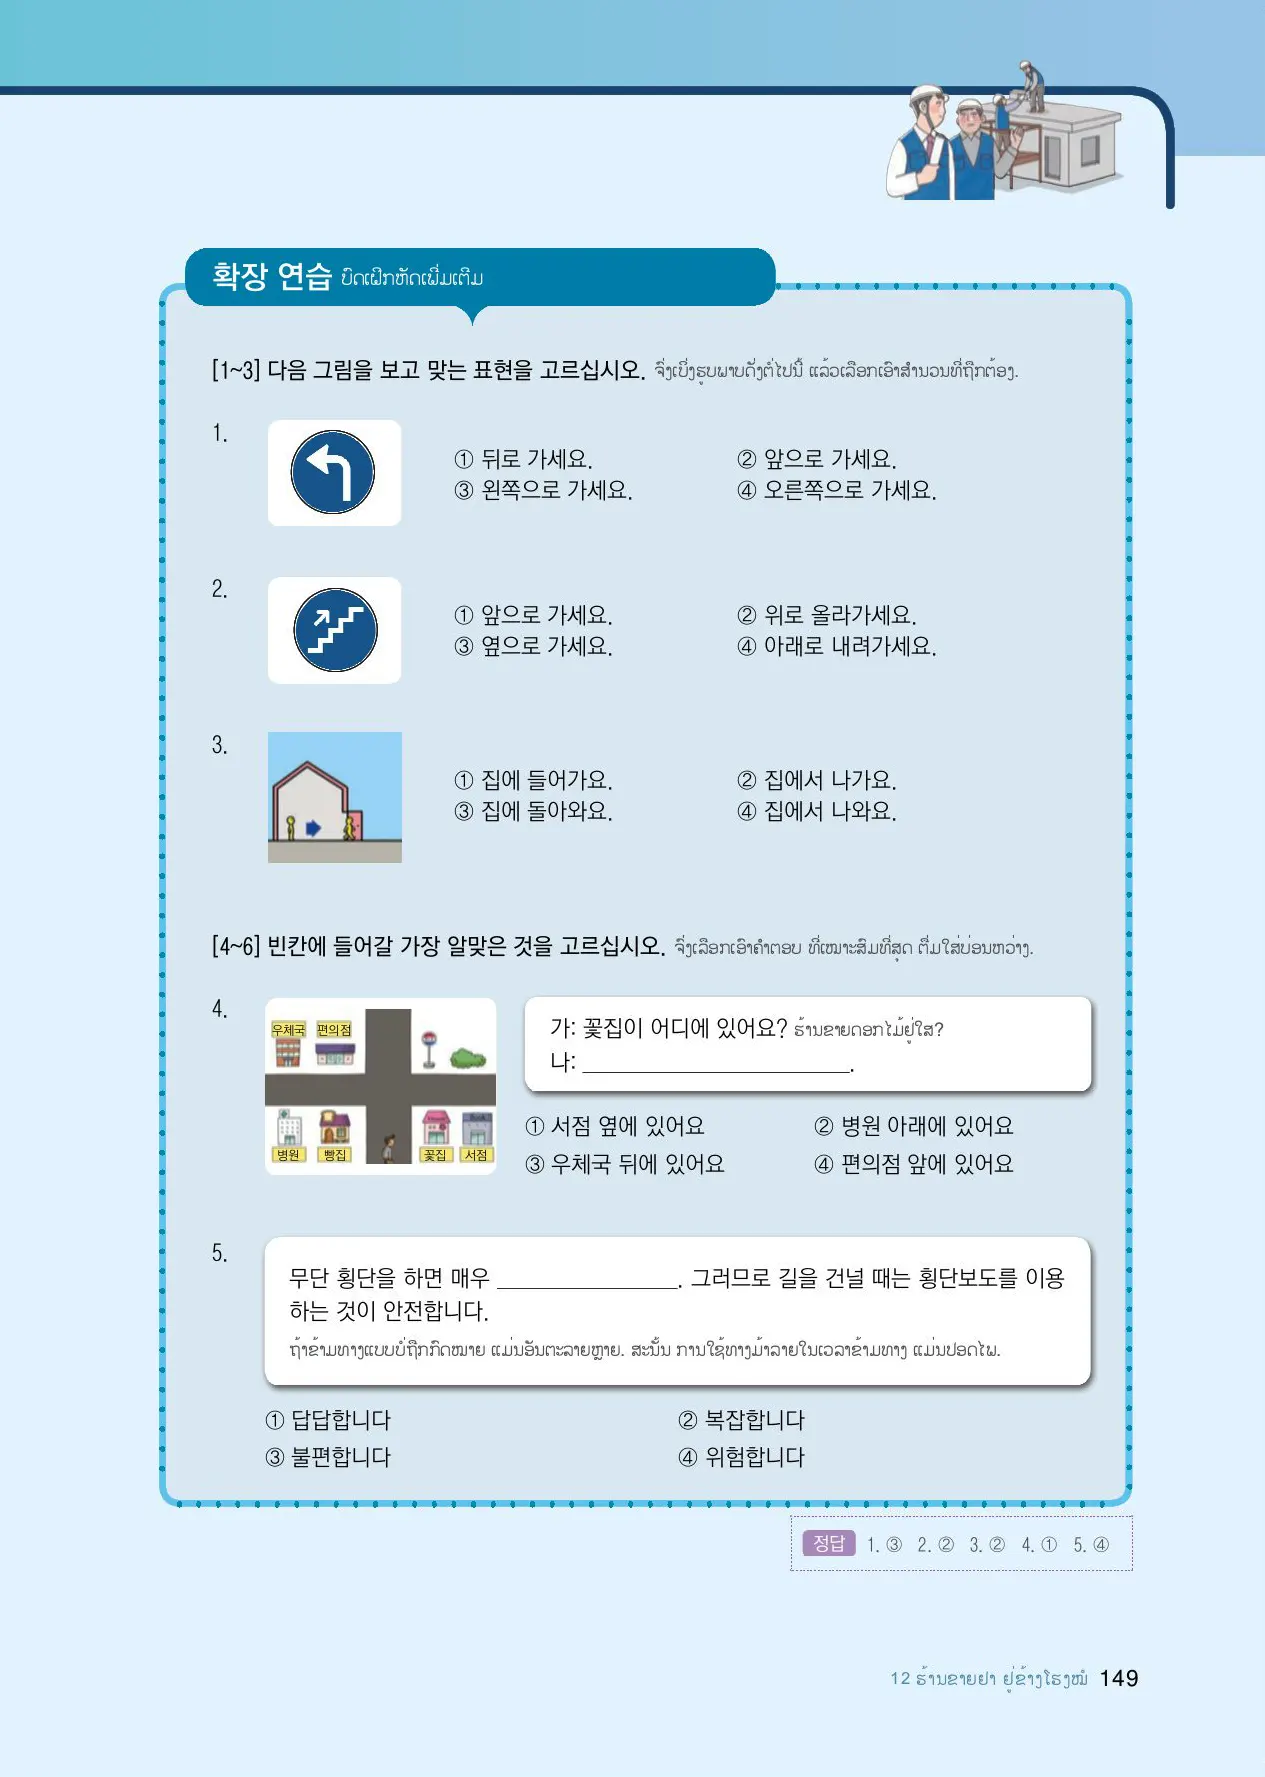 확장 연습 ບົດເຝິກຫັດເພີ່ມເຕີມ
[1~3] 다음 그림을 보고 맞는 표현을 고르십시오. ຈົ່ງເບິ່ງຮູບພາບດັ່ງຕໍ່ໄປນີ້ ແລ້ວເລືອກເອົາສຳນວນທີ່ຖືກຕ້ອງ.
1.
① 뒤로 가세요. ② 앞으로 가세요.
③ 왼쪽으로 가세요. ④ 오른쪽으로 가세요.
2.
① 앞으로 가세요. ② 위로 올라가세요.
③ 옆으로 가세요. ④ 아래로 내려가세요.
3.
① 집에 들어가요. ② 집에서 나가요.
③ 집에 돌아와요. ④ 집에서 나와요.
[4~6] 빈칸에 들어갈 가장 알맞은 것을 고르십시오. ຈົ່ງເລືອກເອົາຄຳຕອບ ທີ່ເໝາະສົມທີ່ສຸດ ຕື່ມໃສ່ບ່ອນຫວ່າງ.
4.
우체국 편의점
병원 빵집 꽃집 서점
가: 꽃집이 어디에 있어요? ຮ້ານຂາຍດອກໄມ້ຢູ່ໃສ?
나: ______________________.
① 서점 옆에 있어요 ② 병원 아래에 있어요
③ 우체국 뒤에 있어요 ④ 편의점 앞에 있어요
5.
무단 횡단을 하면 매우 _______________. 그러므로 길을 건널 때는 횡단보도를 이용
하는 것이 안전합니다.
ຖ້າຂ້າມທາງແບບບໍ່ຖືກກົດໝາຍ ແມ່ນອັນຕະລາຍຫຼາຍ. ສະນັ້ນ ການໃຊ້ທາງມ້າລາຍໃນເວລາຂ້າມທາງ ແມ່ນປອດໄພ.
① 답답합니다 ② 복잡합니다
③ 불편합니다 ④ 위험합니다
정답 1. ③ 2. ② 3. ② 4. ① 5. ④
12 ຮ້ານຂາຍຢາ ຢູ່ຂ້າງໂຮງໝໍ 149